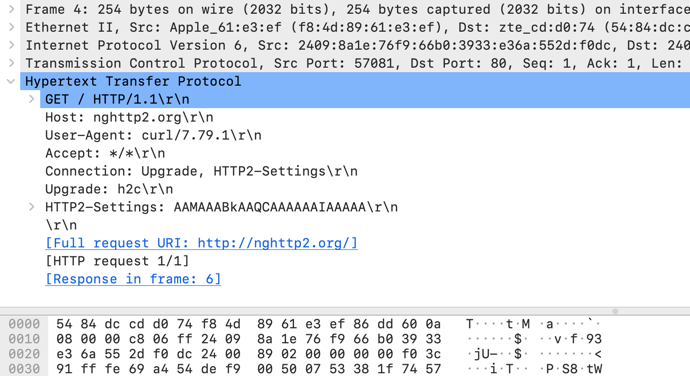 Frame 4: 254 bytes on wire (2032 bits), 254 bytes captured (2032 bits) on interface
Ethernet II, Src: Apple_61:e3:ef (f8:4d:89:61:e3:ef), Dst: zte_cd:d0:74 (54:84:dc:c
Internet Protocol Version 6, Src: 2409:8a1e:76f9:66b0:3933:e36a:552d:f0dc, Dst: 240
Transmission Control Protocol, Src Port: 57081, Dst Port: 80, Seq: 1, Ack: 1, Len:
Hypertext Transfer Protocol
GET / HTTP/1.1\r\n
Host: nghttp2.org\r\n
User-Agent: curl/7.79.1\r\n
Accept: */*\r\n
Connection: Upgrade, HTTP2-Settings\r\n
Upgrade: h2c\r\n
HTTP2-Settings: AAMAAABkAAQCAAAAAAIAAAAA\r\n
\r\n
[Full request URI: http://nghttp2.org/]
[HTTP request 1/1]
[Response in frame: 6]
0000 54 84 dc cd d0 74 f8 4d 89 61 e3 ef 86 dd 60 0a T····t·M ·a····`·
0010 08 00 00 c8 06 ff 24 09 8a 1e 76 f9 66 b0 39 33 ······$· ··v·f·93
0020 e3 6a 55 2d f0 dc 24 00 89 02 00 00 00 00 f0 3c ·jU-··$· ·······<
0030 91 ff fe 69 a4 54 de f9 00 50 07 53 38 1f 74 57 ···i·T·· ·P·S8·tW